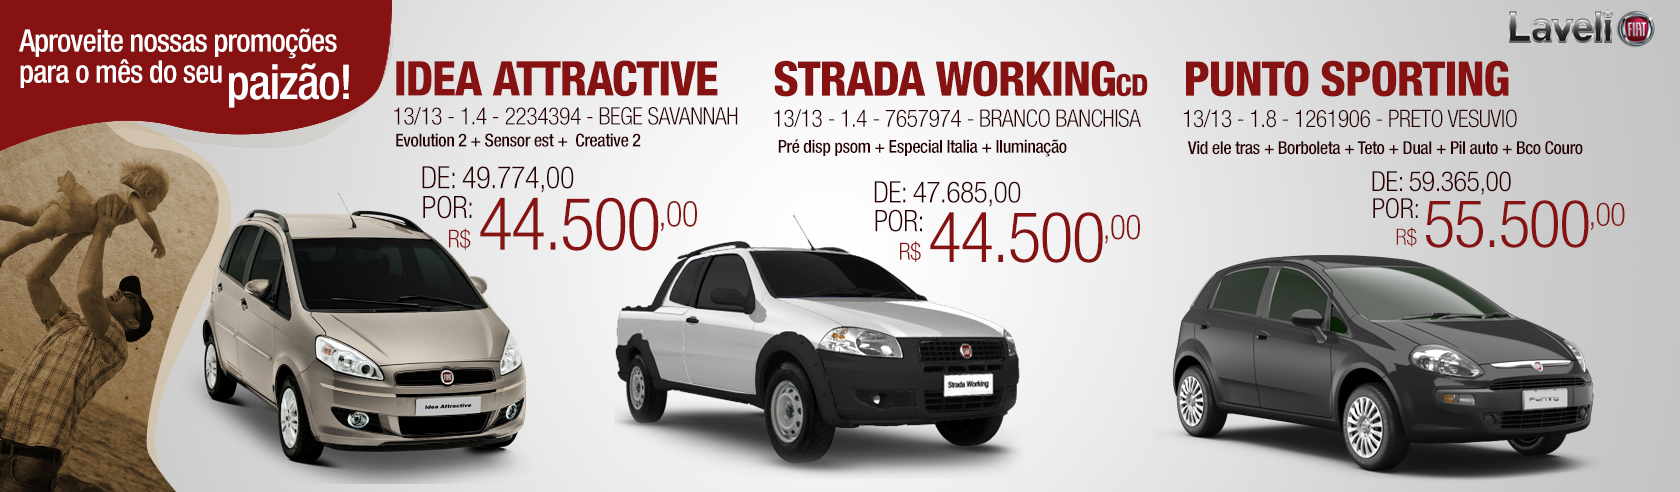 Aproveite nossas promoções
para o mês do seu paizão!
IDEA ATTRACTIVE
13/13 - 1.4 - 2234394 - BEGE SAVANNAH
Evolution 2 + Sensor est + Creative 2
DE: 49.774,00
POR: R$ 44.500,00
Idea Attractive
STRADA WORKING CD
13/13 - 1.4 - 7657974 - BRANCO BANCHISA
Pré disp psom + Especial Italia + Iluminação
DE: 47.685,00
POR: R$ 44.500,00
Strada Working
Laveli FIAT
PUNTO SPORTING
13/13 - 1.8 - 1261906 - PRETO VESUVIO
Vid ele tras + Borboleta + Teto + Dual + Pil auto + Bco Couro
DE: 59.365,00
POR: R$ 55.500,00
PUNTO